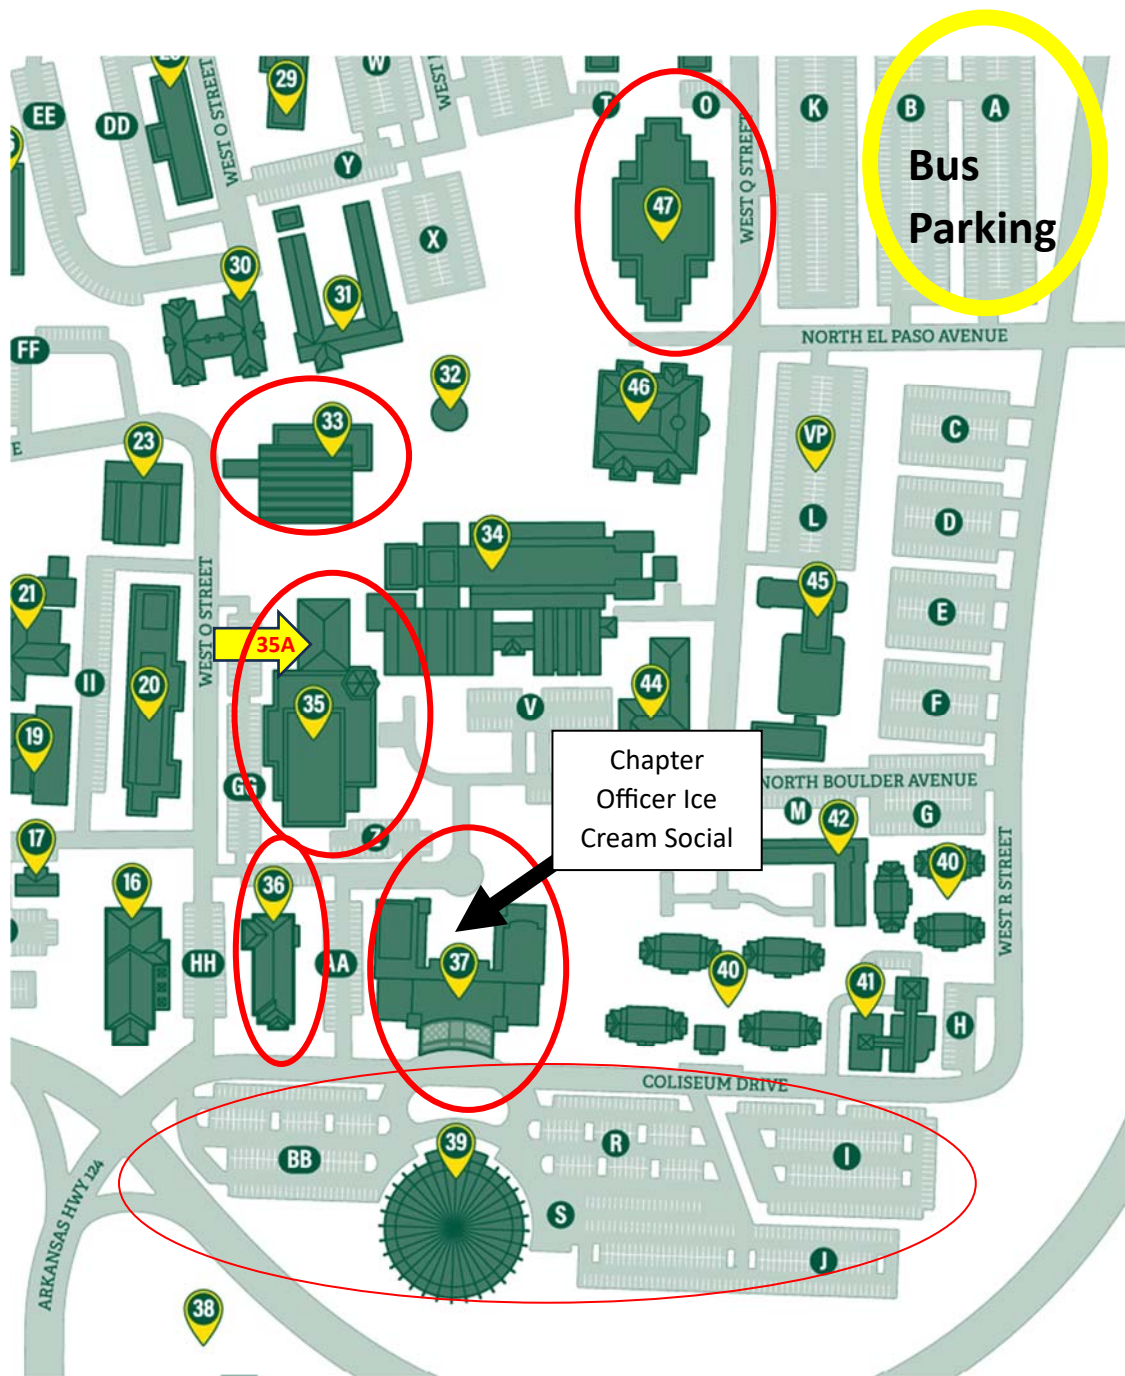 W
WEST
28
29
EE
DD
WEST O STREET
T
O
K
B
A
Bus
Parking
Y
X
47
WEST Q STREET
30
31
NORTH EL PASO AVENUE
FF
32
46
33
23
VP
C
E
L
D
34
21
WEST O STREET
45
E
35A
II
20
35
44
F
V
19
GG
Chapter
Officer Ice
Cream Social
NORTH BOULDER AVENUE
M
G
42
Z
17
40
16
36
WEST R STREET
HH
AA
37
40
41
H
COLISEUM DRIVE
39
R
I
BB
ARKANSAS HWY 124
S
J
38